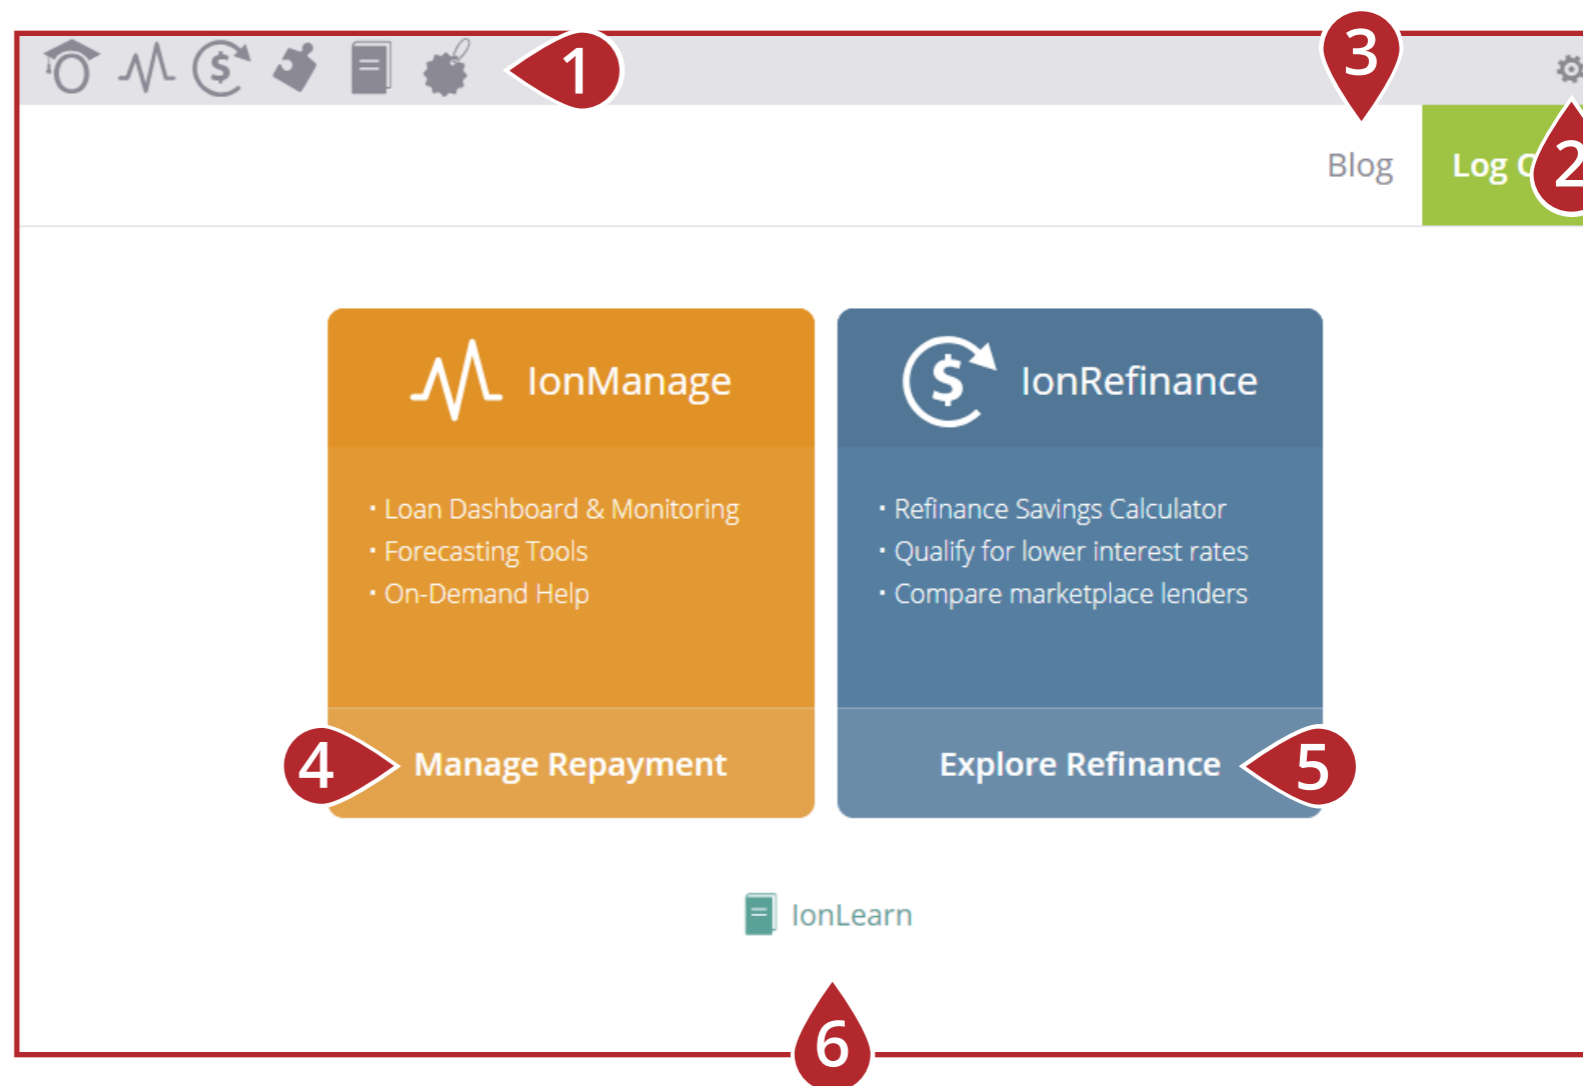 1
3
$
Blog
Log
2
IonManage
$
IonRefinance
• Loan Dashboard & Monitoring
• Forecasting Tools
• On-Demand Help
• Refinance Savings Calculator
• Qualify for lower interest rates
• Compare marketplace lenders
4
Manage Repayment
Explore Refinance
5
IonLearn
6